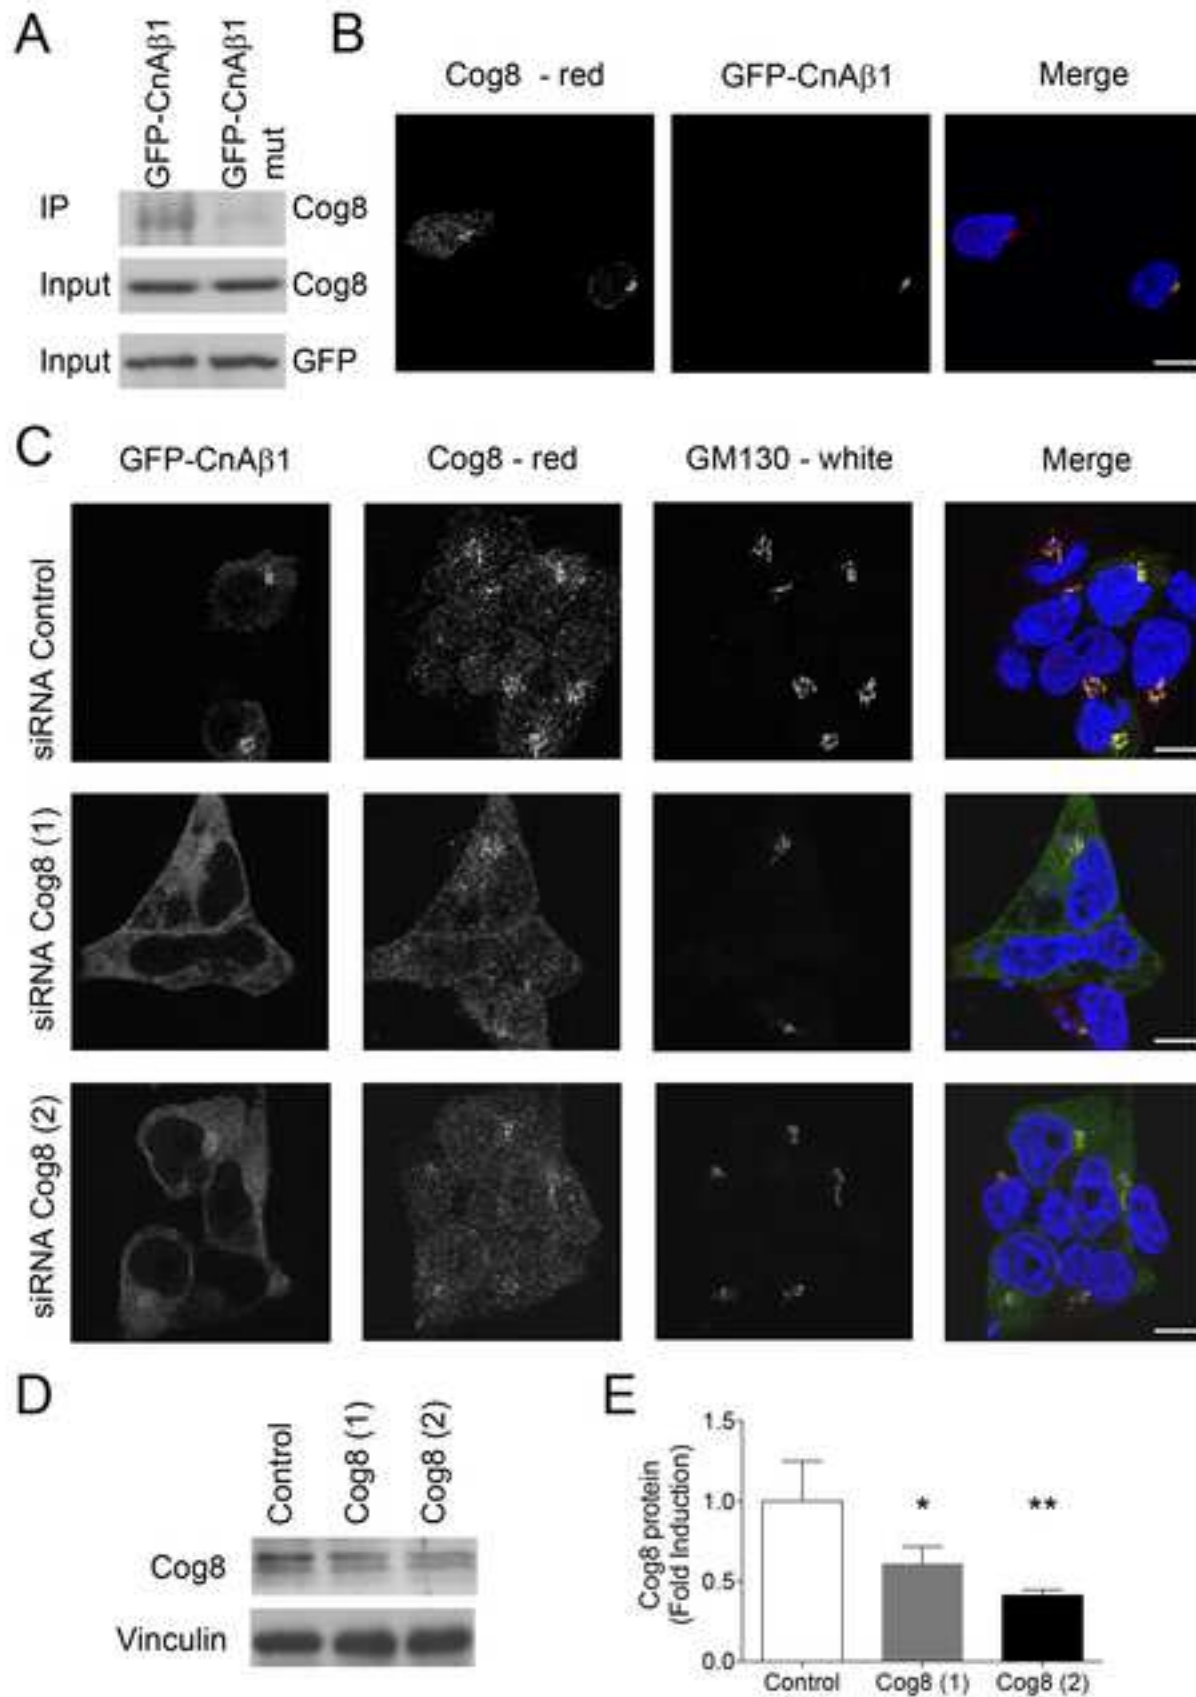 A
GFP-CnAβ1
GFP-CnAβ1
mut
IP
Cog8
Input
Cog8
Input
GFP
B
Cog8 - red
GFP-CnAβ1
Merge
C
GFP-CnAβ1
Cog8 - red
GM130 - white
Merge
siRNA Control
siRNA Cog8 (1)
siRNA Cog8 (2)
D
Control
Cog8 (1)
Cog8 (2)
Cog8
Vinculin
E
Cog8 protein
(Fold Induction)
1.5
1.0
0.5
0.0
*
**
Control
Cog8 (1)
Cog8 (2)